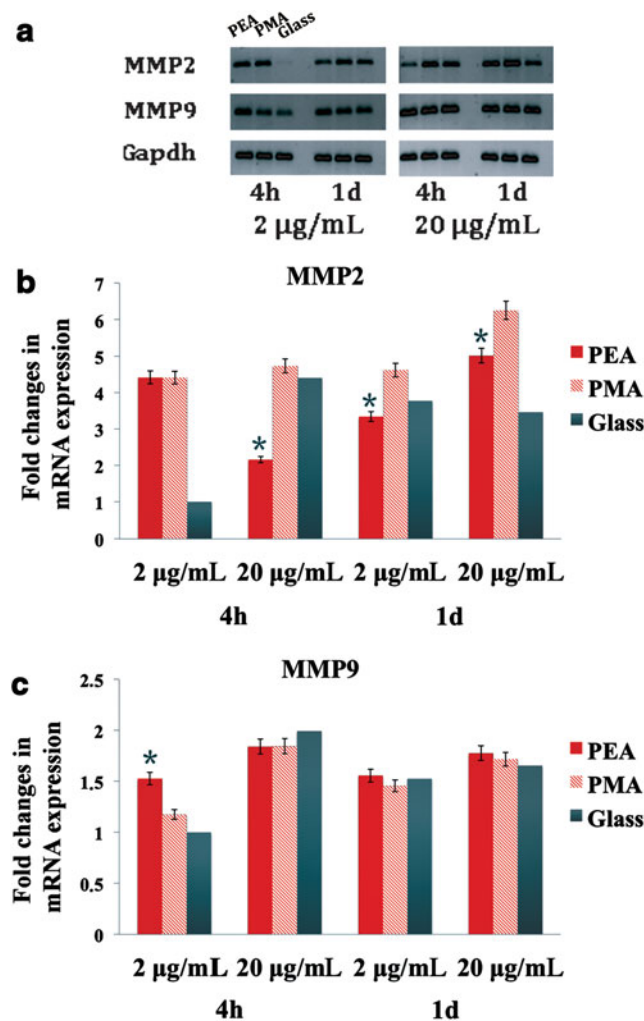 a
PEA PMA Glass
MMP2
MMP9
Gapdh
4h 1d 4h 1d
2 µg/mL 20 µg/mL
b
MMP2
Fold changes in
mRNA expression
7
6
5
4
3
2
1
0
*
*
*
PEA
PMA
Glass
2 µg/mL 20 µg/mL 2 µg/mL 20 µg/mL
4h 1d
c
MMP9
Fold changes in
mRNA expression
2.5
2
1.5
1
0.5
0
*
PEA
PMA
Glass
2 µg/mL 20 µg/mL 2 µg/mL 20 µg/mL
4h 1d